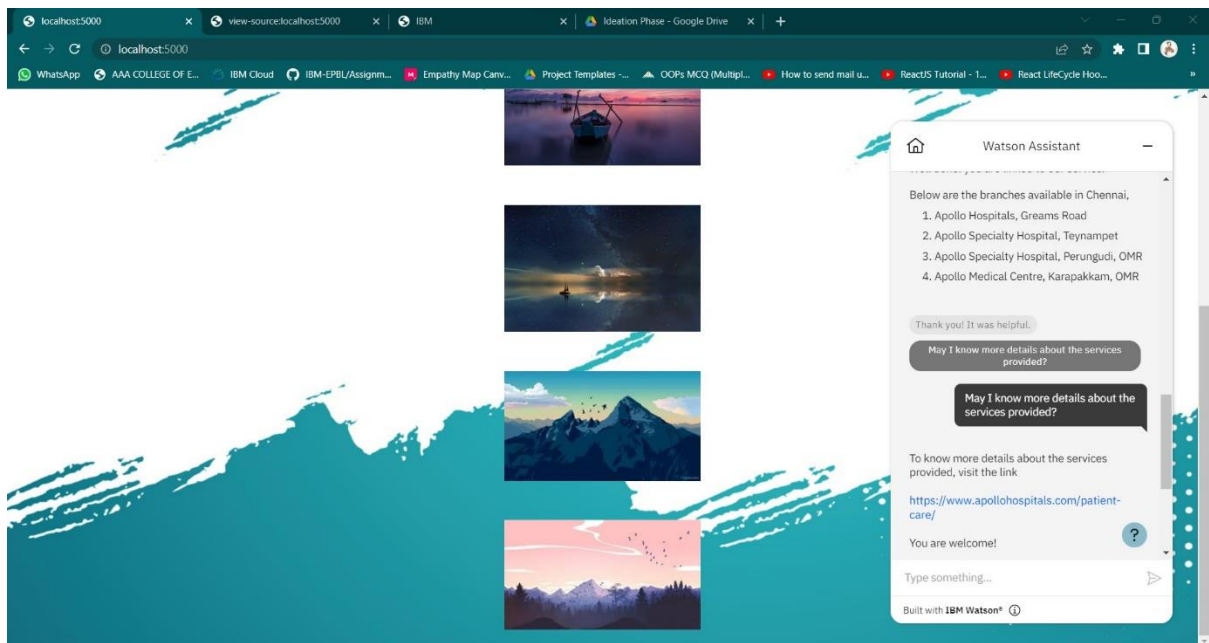 localhost:5000
view-source:localhost:5000
IBM
Ideation Phase - Google Drive
localhost:5000
WhatsApp
AAA COLLEGE OF E...
IBM Cloud
IBM-EPBL/Assignm...
Empathy Map Canv...
Project Templates -...
OOPs MCQ (Multipl...
How to send mail u...
ReactJS Tutorial - 1...
React LifeCycle Hoo...
Watson Assistant
Below are the branches available in Chennai,
1. Apollo Hospitals, Greams Road
2. Apollo Specialty Hospital, Teynampet
3. Apollo Specialty Hospital, Perungudi, OMR
4. Apollo Medical Centre, Karapakkam, OMR
Thank you! It was helpful.
May I know more details about the services
provided?
May I know more details about the
services provided?
To know more details about the services
provided, visit the link
https://www.apollohospitals.com/patient-
care/
You are welcome!
?
Type something...
Built with IBM Watson®